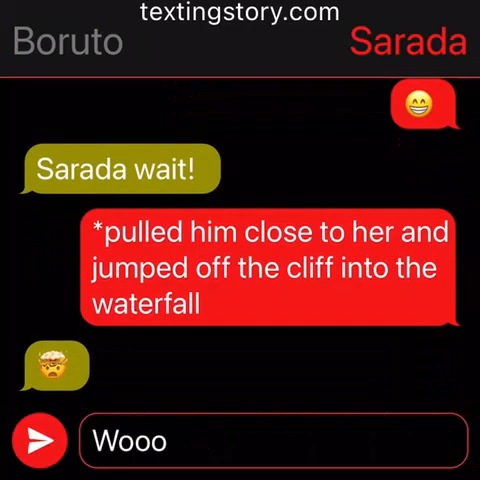 textingstory.com
Boruto Sarada
😁
Sarada wait!
*pulled him close to her and
jumped off the cliff into the
waterfall
🤯
Wooo